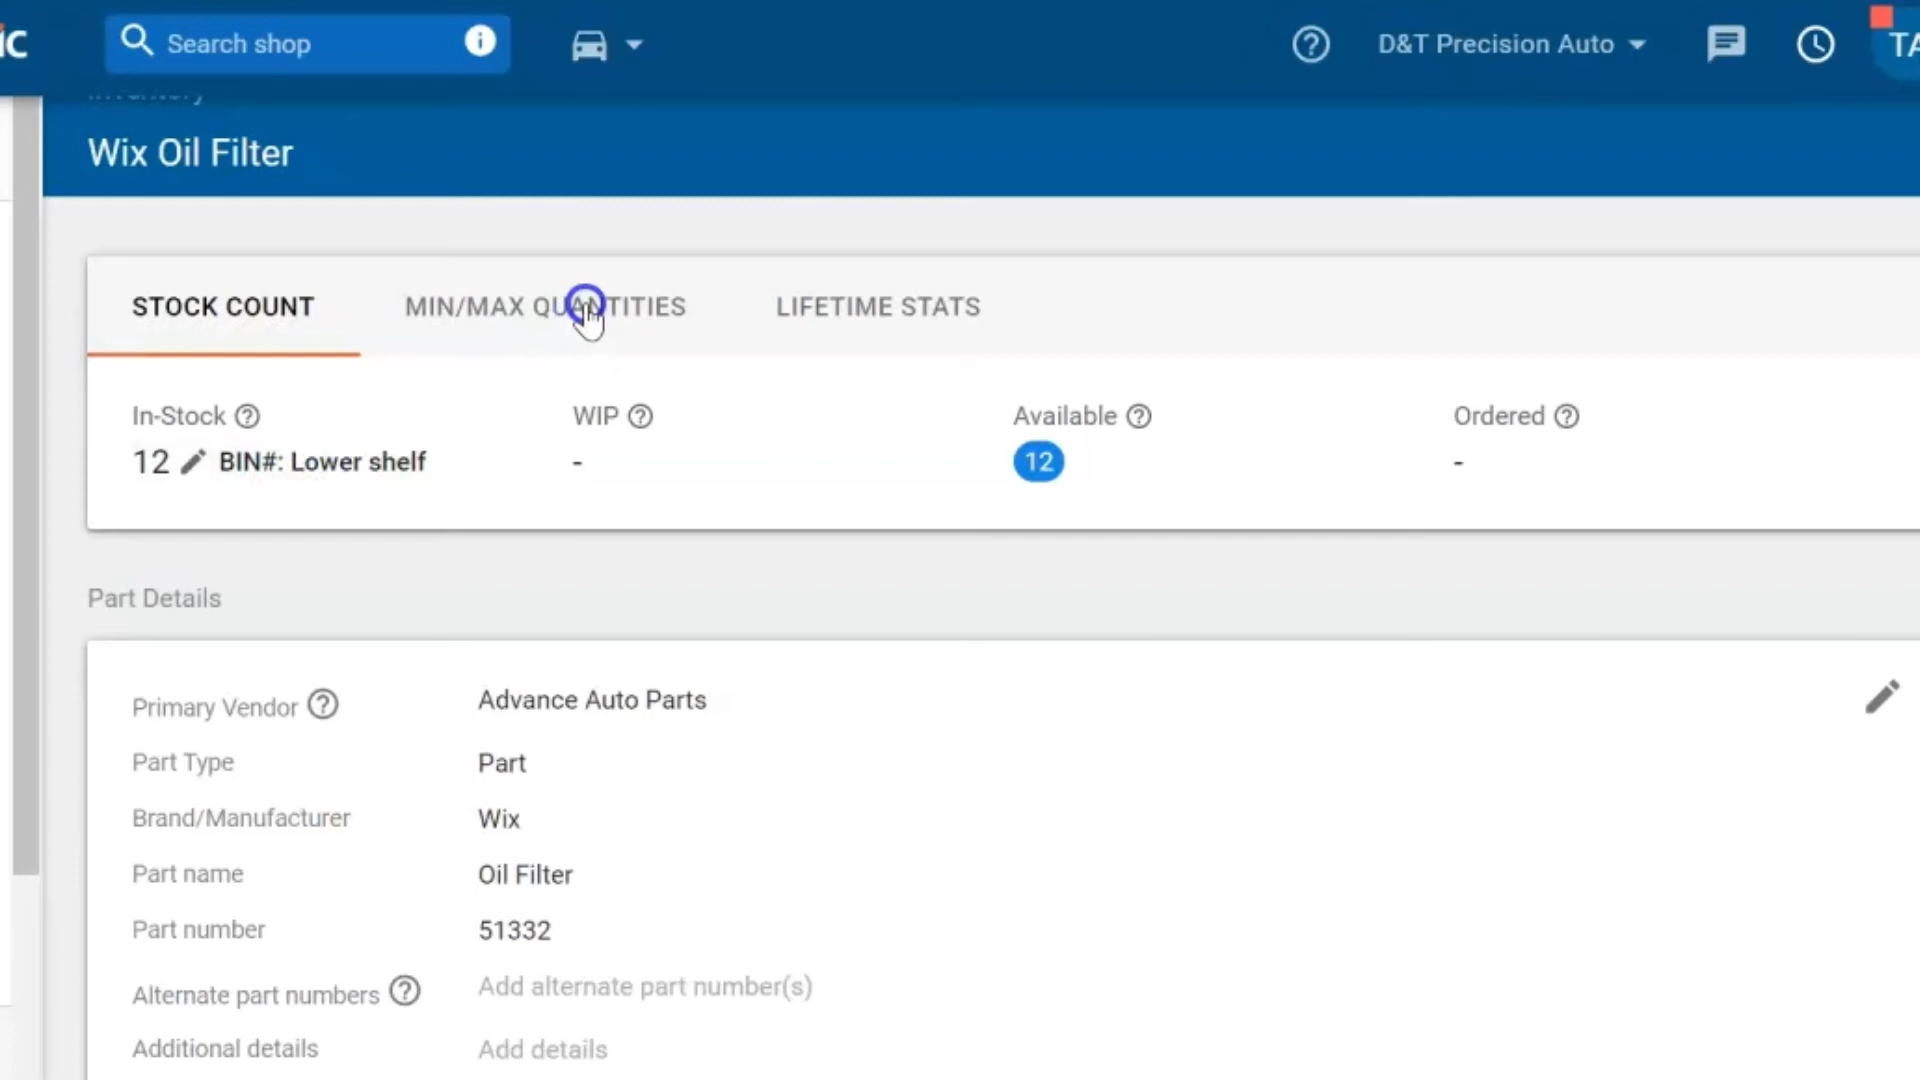 ic Search shop D&T Precision Auto TA
Inventory
Wix Oil Filter
STOCK COUNT MIN/MAX QUANTITIES LIFETIME STATS
In-Stock WIP Available Ordered
12 BIN#: Lower shelf - 12 -
Part Details
Primary Vendor Advance Auto Parts
Part Type Part
Brand/Manufacturer Wix
Part name Oil Filter
Part number 51332
Alternate part numbers Add alternate part number(s)
Additional details Add details